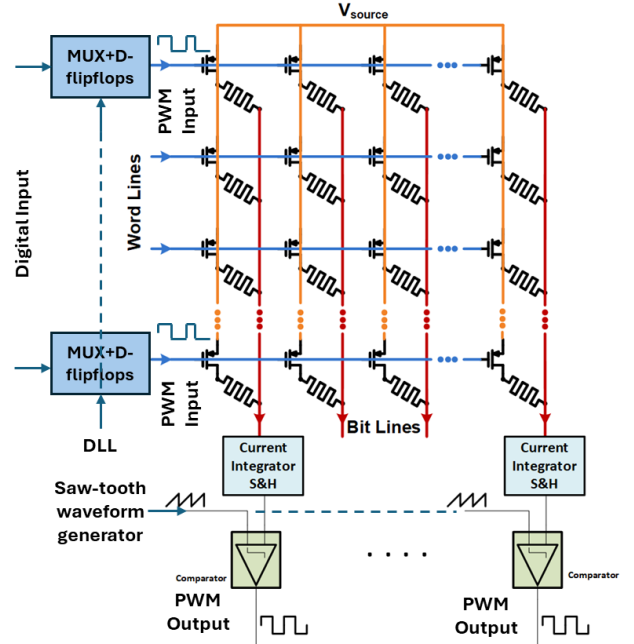 V_source
MUX+D-
flipflops
PWM
Input
Digital Input
Word Lines
MUX+D-
flipflops
PWM
Input
DLL
Bit Lines
Current
Integrator
S&H
Current
Integrator
S&H
Saw-tooth
waveform
generator
Comparator
Comparator
PWM
Output
PWM
Output